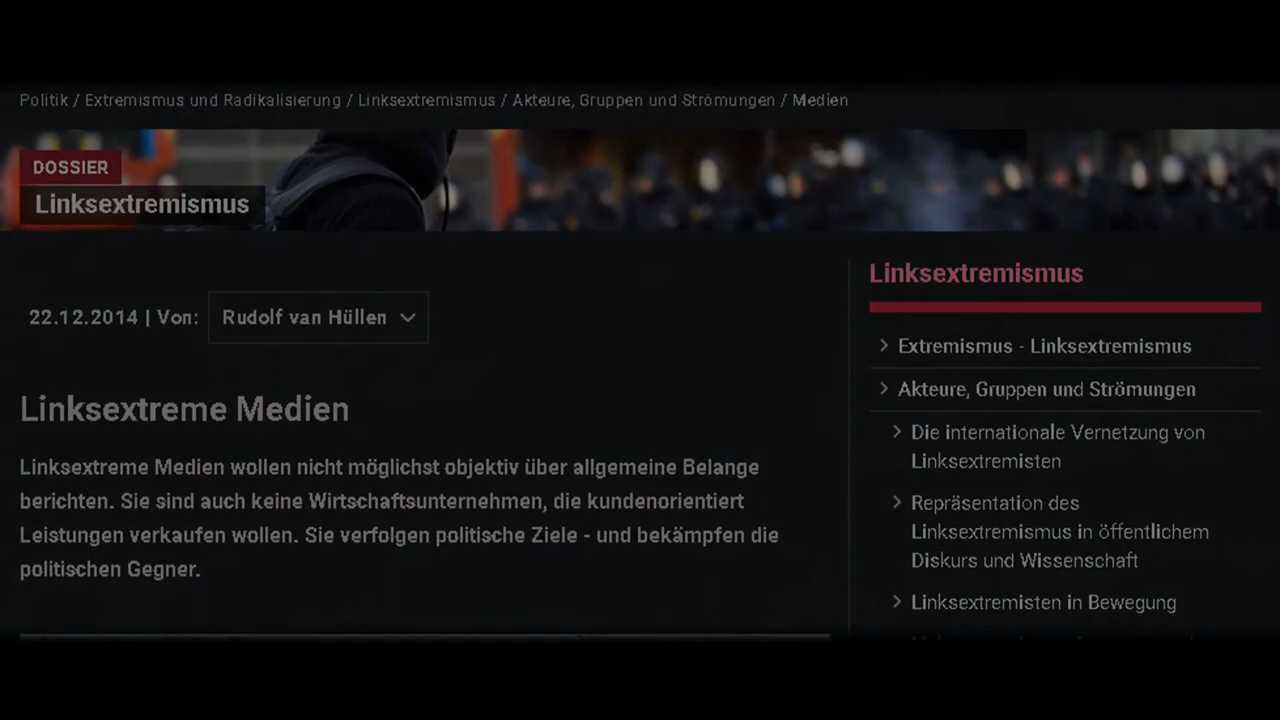 Politik / Extremismus und Radikalisierung / Linksextremismus / Akteure, Gruppen und Strömungen / Medien
DOSSIER
Linksextremismus
22.12.2014 | Von: Rudolf van Hüllen
Linksextreme Medien
Linksextreme Medien wollen nicht möglichst objektiv über allgemeine Belange
berichten. Sie sind auch keine Wirtschaftsunternehmen, die kundenorientiert
Leistungen verkaufen wollen. Sie verfolgen politische Ziele - und bekämpfen die
politischen Gegner.
Linksextremismus
Extremismus - Linksextremismus
Akteure, Gruppen und Strömungen
Die internationale Vernetzung von
Linksextremisten
Repräsentation des
Linksextremismus in öffentlichem
Diskurs und Wissenschaft
Linksextremisten in Bewegung